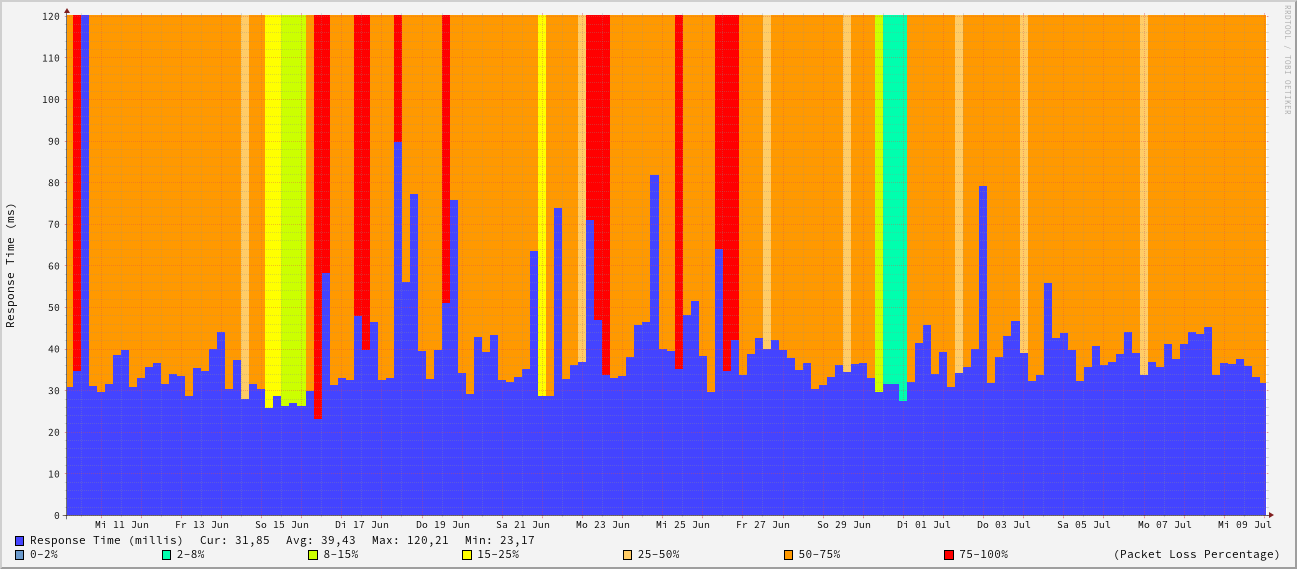 RRDTOOL / TOBI OETIKER
Response Time (ms)
120
110
100
90
80
70
60
50
40
30
20
10
0
Mi 11 Jun Fr 13 Jun So 15 Jun Di 17 Jun Do 19 Jun Sa 21 Jun Mo 23 Jun Mi 25 Jun Fr 27 Jun So 29 Jun Di 01 Jul Do 03 Jul Sa 05 Jul Mo 07 Jul Mi 09 Jul
Response Time (millis) Cur: 31,85 Avg: 39,43 Max: 120,21 Min: 23,17
0-2% 2-8% 8-15% 15-25% 25-50% 50-75% 75-100% (Packet Loss Percentage)